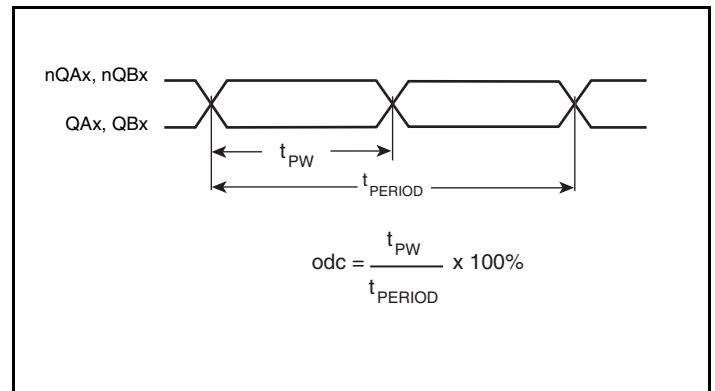 nQAx, nQBx
QAx, QBx
tPW
tPERIOD
odc = tPW / tPERIOD x 100%